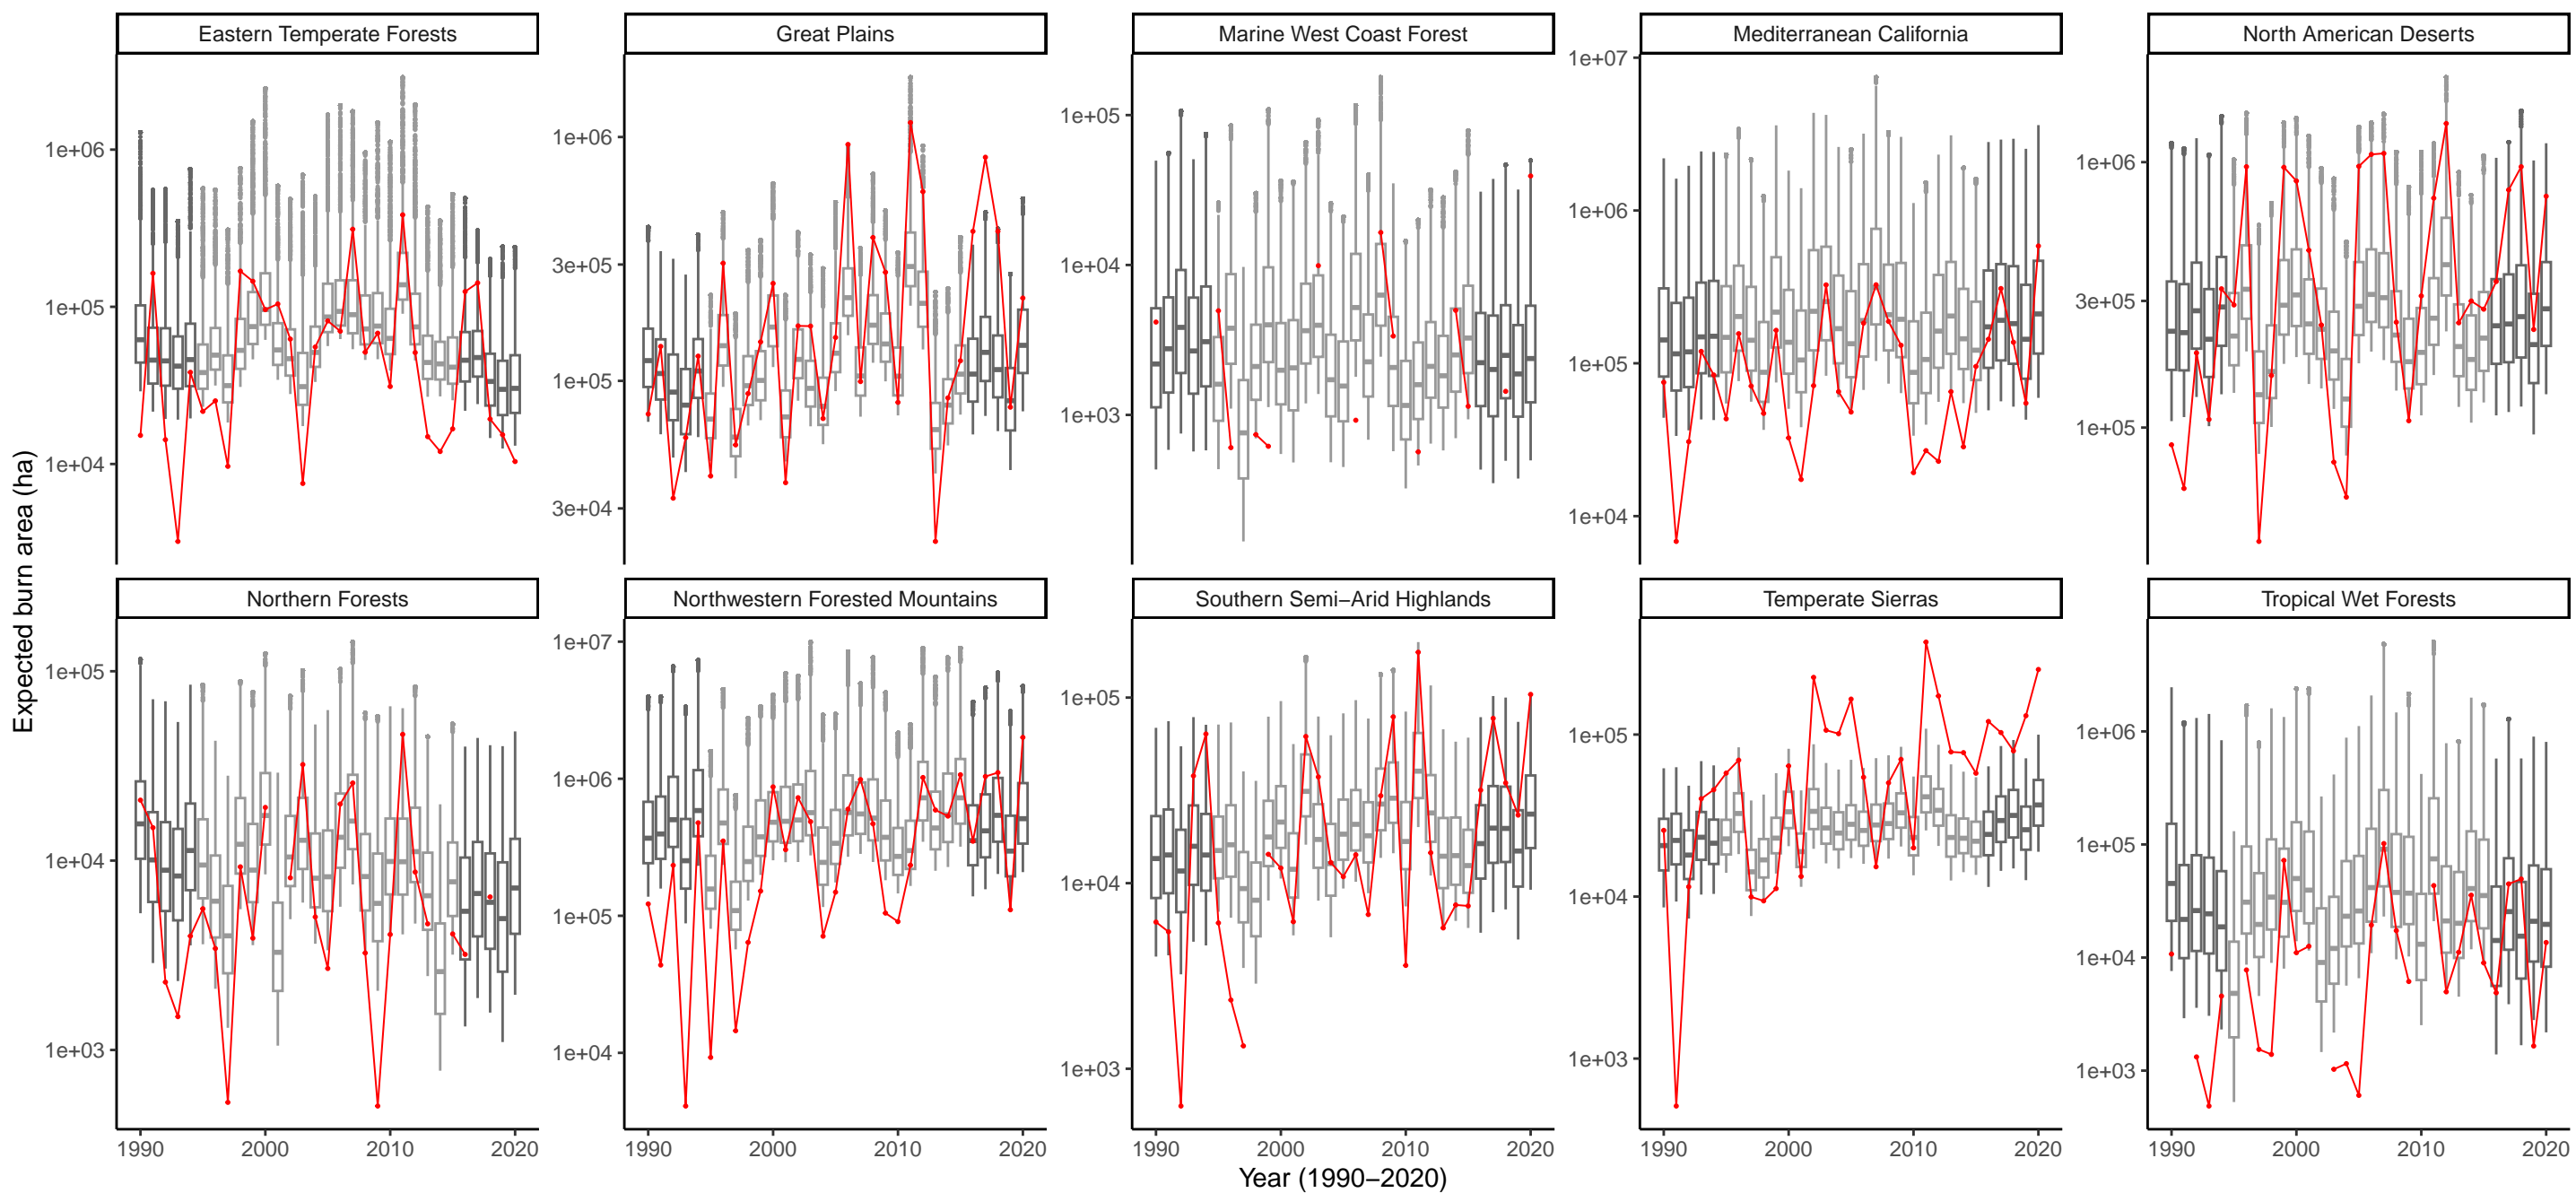 Eastern Temperate Forests
Great Plains
Marine West Coast Forest
Mediterranean California
North American Deserts
1e+06
1e+05
1e+04
1e+06
3e+05
1e+05
3e+04
1e+05
1e+04
1e+03
1e+07
1e+06
1e+05
1e+04
1e+06
3e+05
1e+05
Expected burn area (ha)
Northern Forests
Northwestern Forested Mountains
Southern Semi−Arid Highlands
Temperate Sierras
Tropical Wet Forests
1e+05
1e+04
1e+03
1e+07
1e+06
1e+05
1e+04
1e+05
1e+04
1e+03
1e+05
1e+04
1e+03
1e+06
1e+05
1e+04
1e+03
1990 2000 2010 2020
1990 2000 2010 2020
1990 2000 2010 2020
1990 2000 2010 2020
1990 2000 2010 2020
Year (1990−2020)